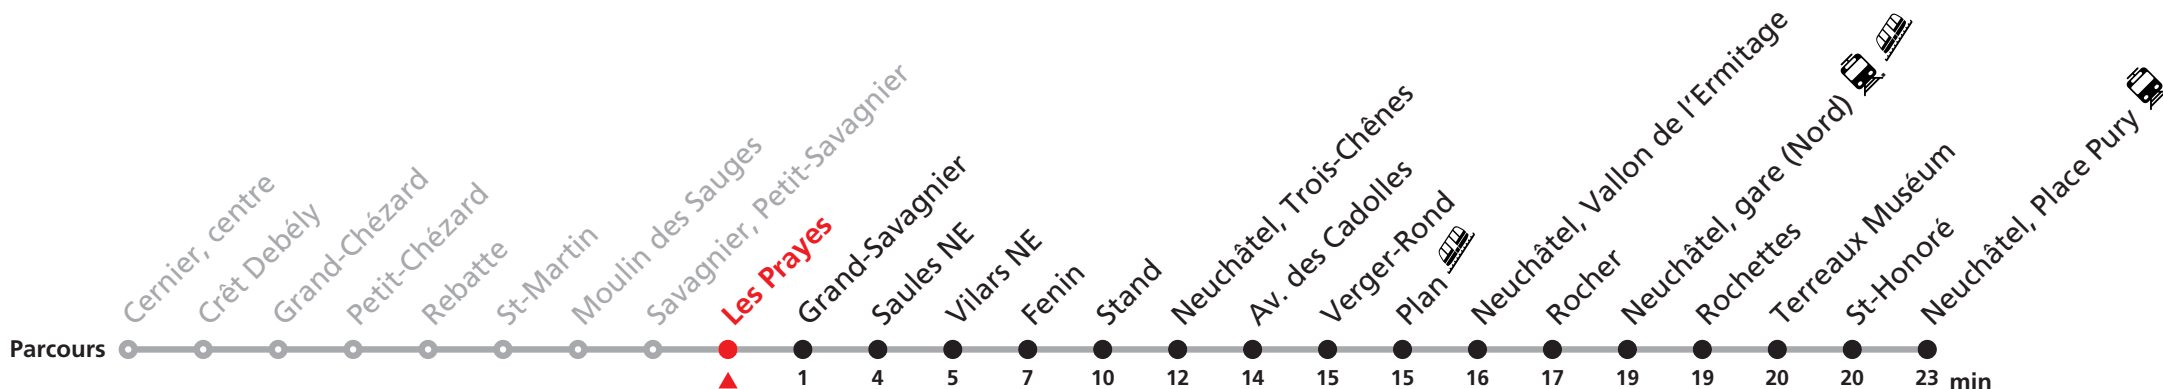 Cernier, centre
Crêt Debély
Grand-Chézard
Petit-Chézard
Rebatte
St-Martin
Moulin des Sauges
Savagnier, Petit-Savagnier
Les Prayes
Grand-Savagnier
Saules NE
Vilars NE
Fenin
Stand
Neuchâtel, Trois-Chênes
Av. des Cadolles
Verger-Rond
Plan
Neuchâtel, Vallon de l'Ermitage
Rocher
Neuchâtel, gare (Nord)
Rochettes
Terreaux Muséum
St-Honoré
Neuchâtel, Place Pury
Parcours
1 4 5 7 10 12 14 15 15 16 17 19 19 20 20 23 min